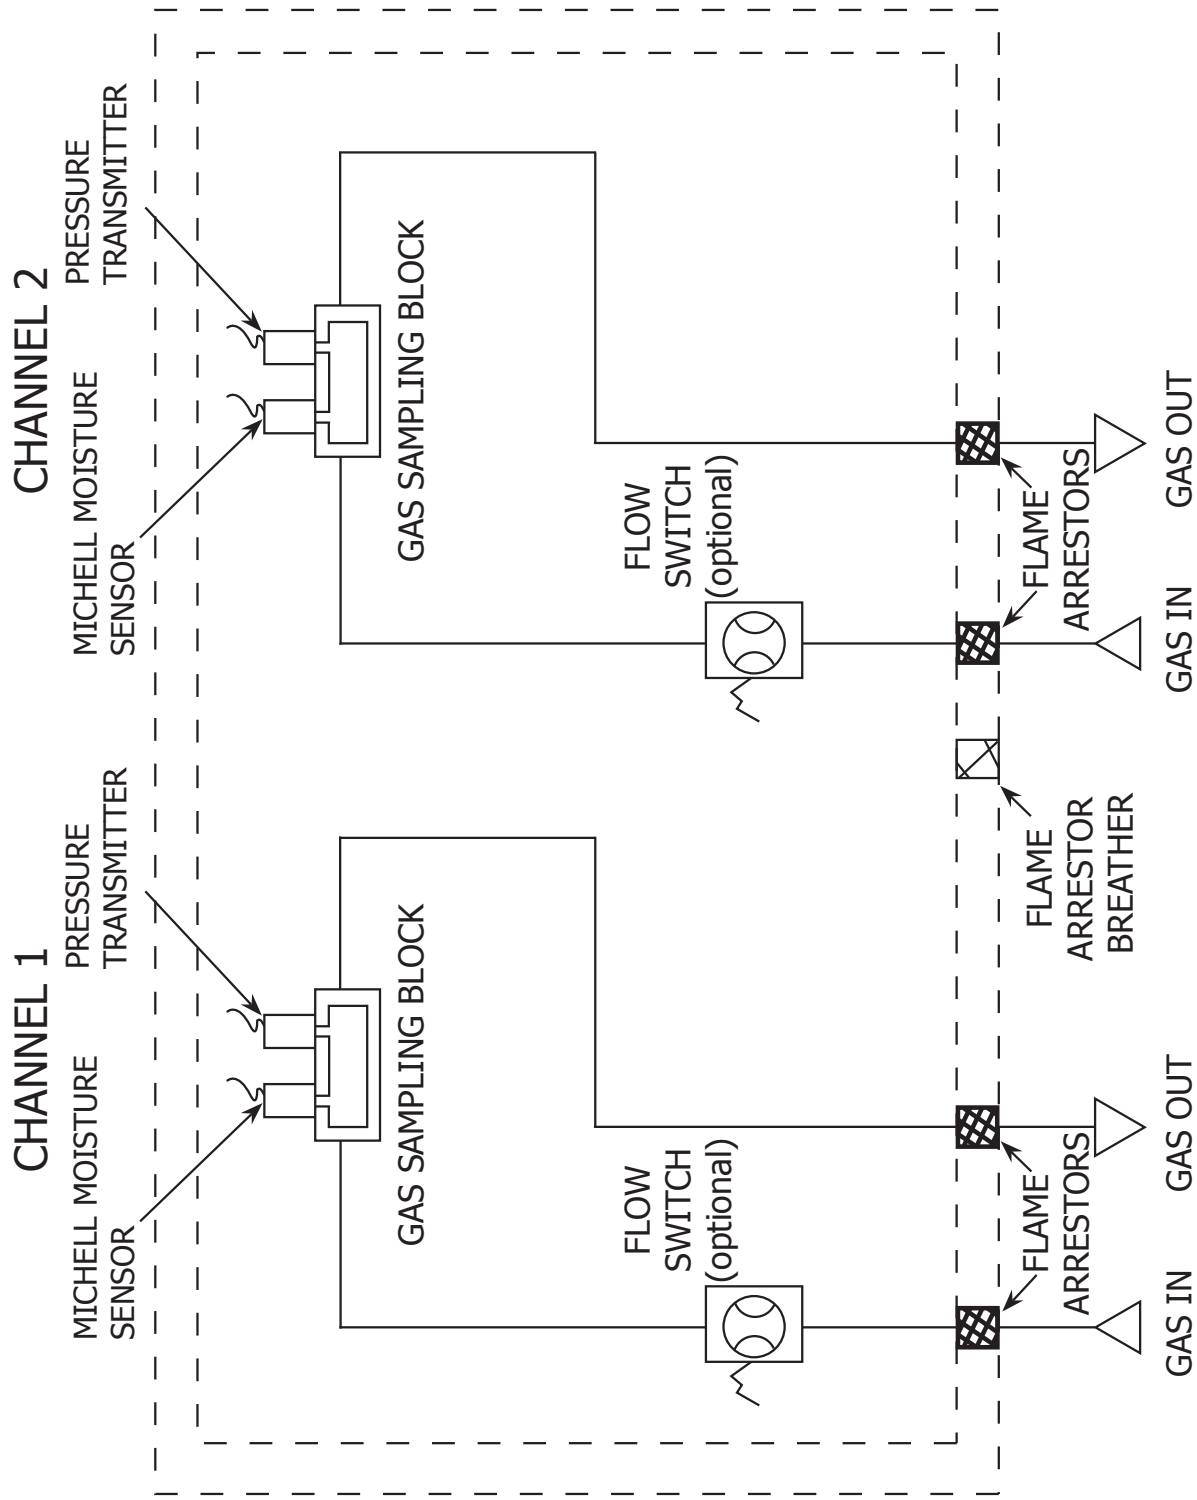 CHANNEL 1
MICHELL MOISTURE
SENSOR
PRESSURE
TRANSMITTER
GAS SAMPLING BLOCK
FLOW
SWITCH
(optional)
FLAME
ARRESTORS
GAS IN
GAS OUT
FLAME
ARRESTOR
BREATHER
CHANNEL 2
MICHELL MOISTURE
SENSOR
PRESSURE
TRANSMITTER
GAS SAMPLING BLOCK
FLOW
SWITCH
(optional)
FLAME
ARRESTORS
GAS IN
GAS OUT